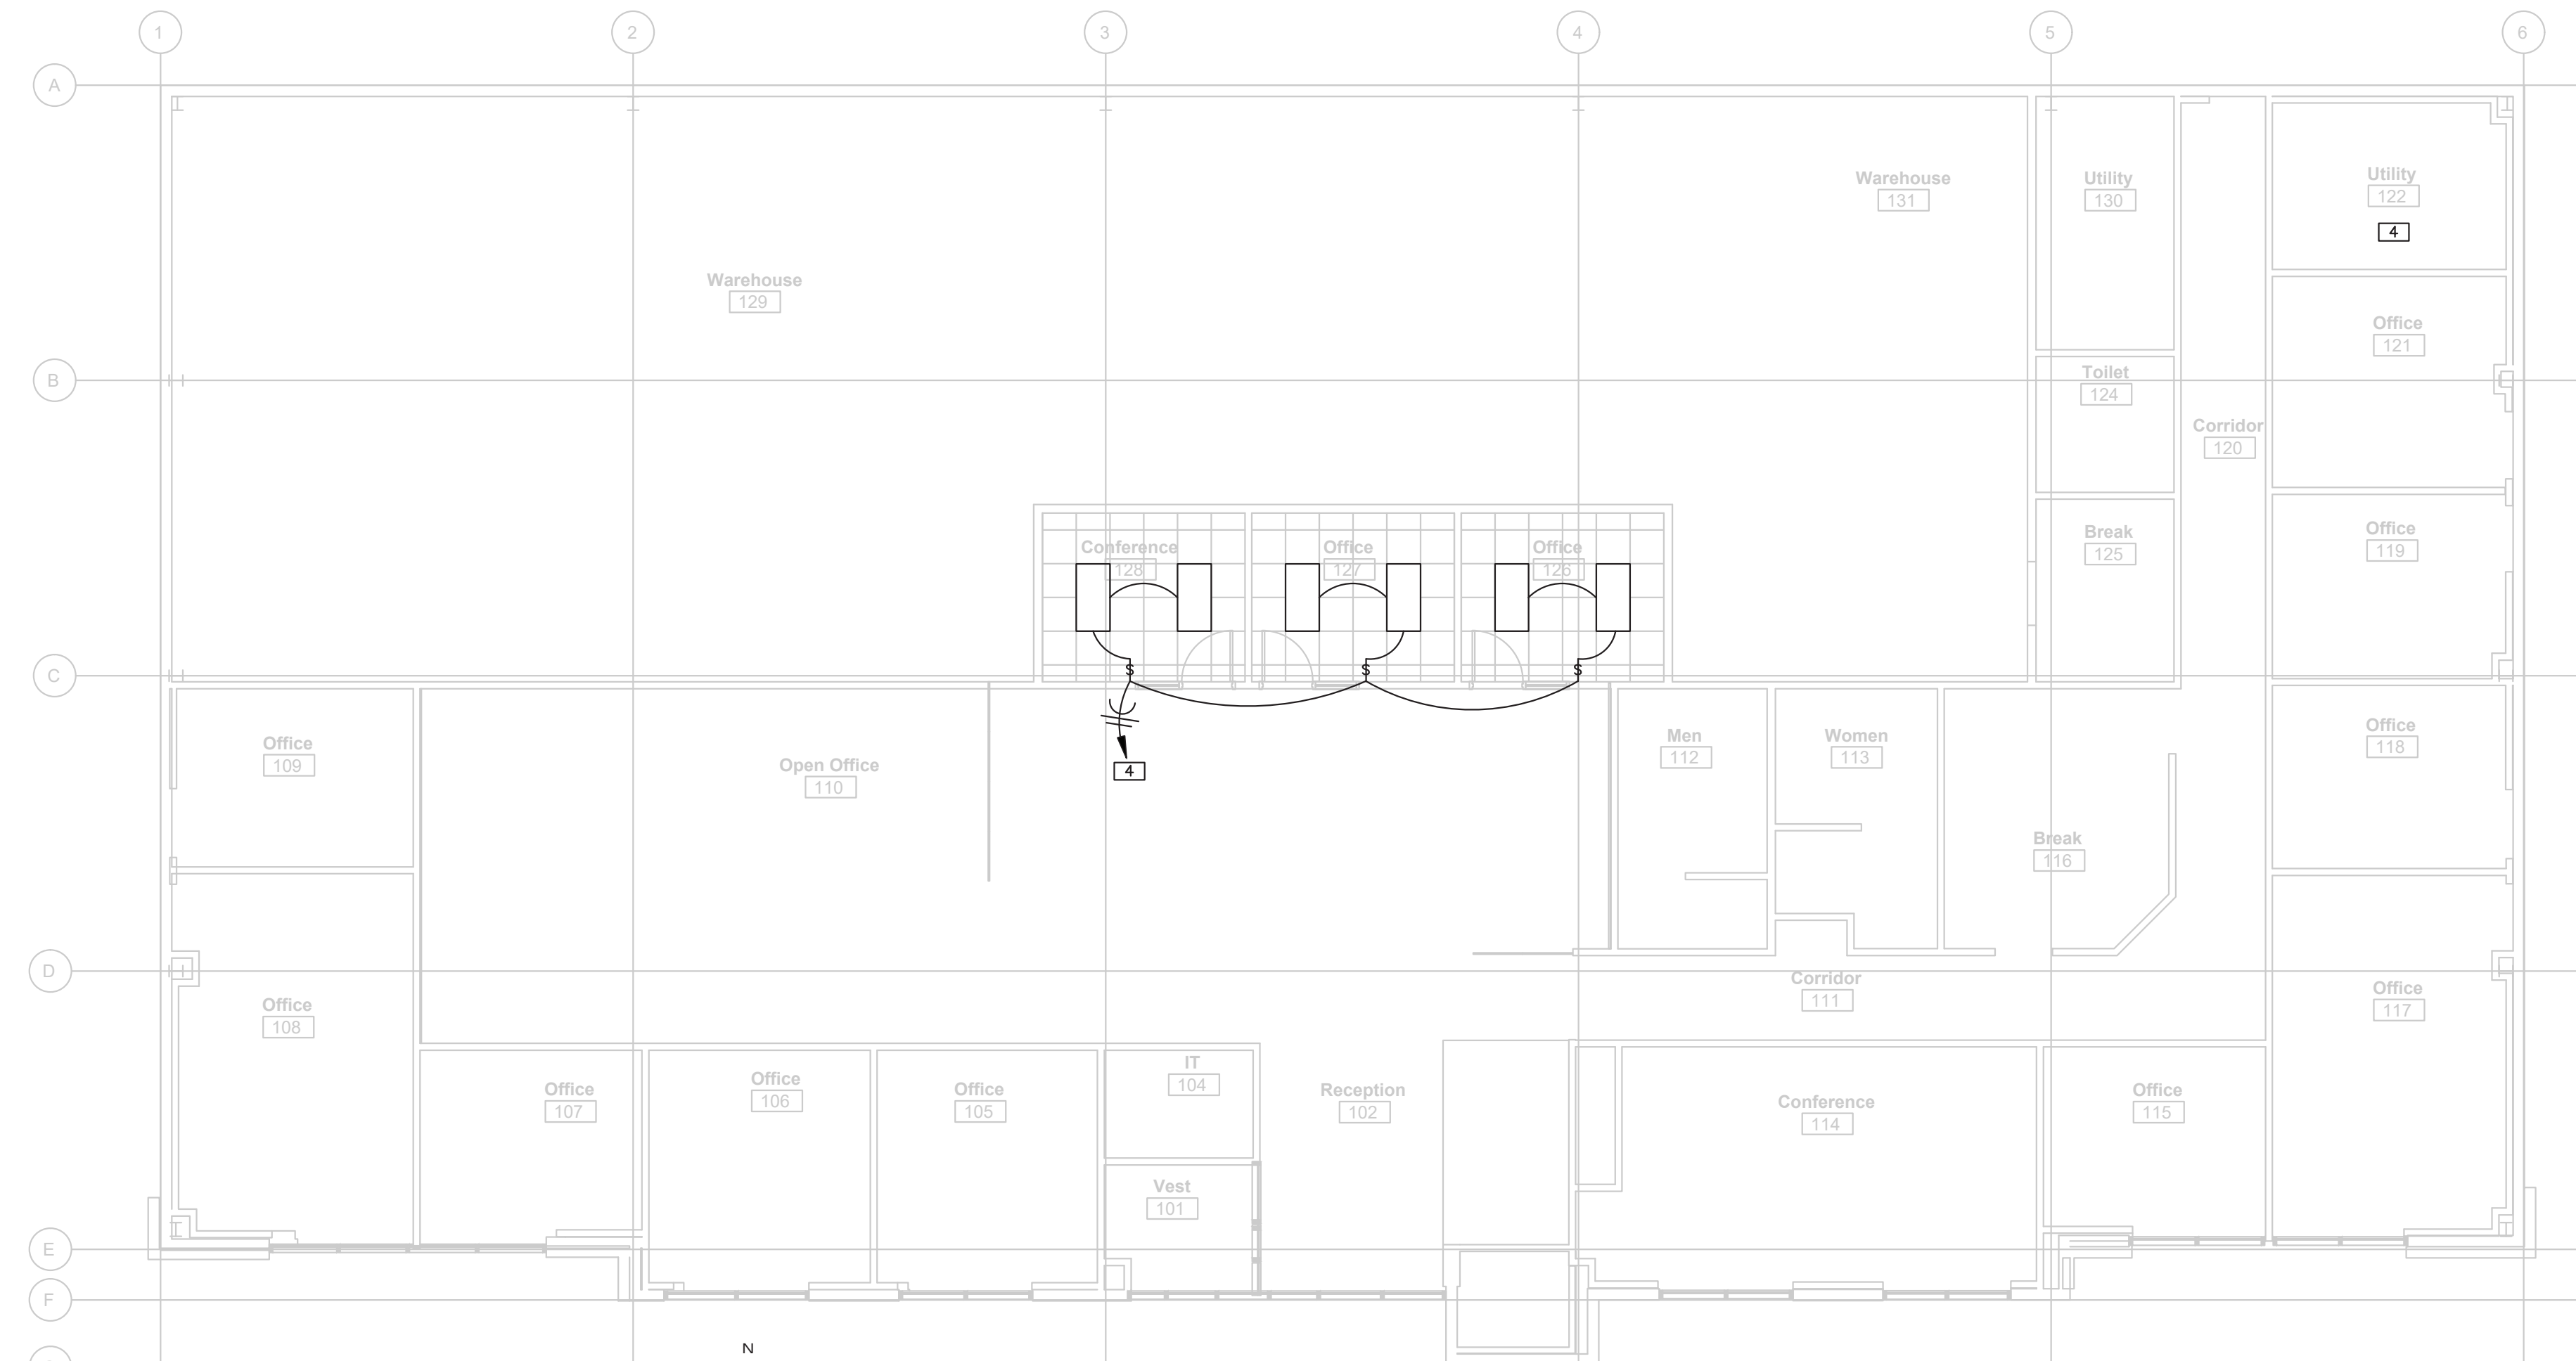 1
2
3
4
5
6
A
Warehouse
131
Utility
130
Utility
122
4
Warehouse
129
Office
121
B
Toilet
124
Corridor
120
Conference
128
Office
127
Office
126
Break
125
Office
119
C
S
S
S
4
Office
109
Open Office
110
Men
112
Women
113
Office
118
Break
116
D
Office
108
Corridor
111
Office
117
Office
107
Office
106
Office
105
IT
104
Reception
102
Conference
114
Office
115
Vest
101
E
F
N